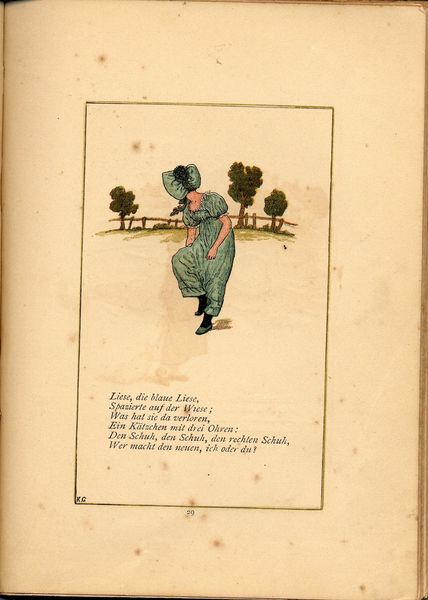 Liese, die blaue Liese,
Spazierte auf der Wiese;
Was hat sie da verloren,
Ein Kätzchen mit drei Ohren:
Den Schuh, den Schuh, den rechten Schuh,
Wer macht den neuen, ich oder du?
K.G
29